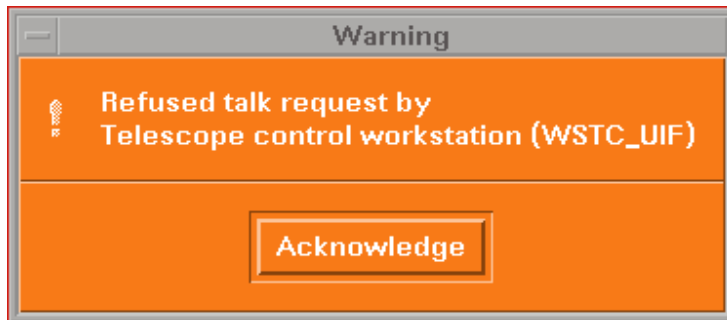 Warning
Refused talk request by
Telescope control workstation (WSTC_UIF)
Acknowledge